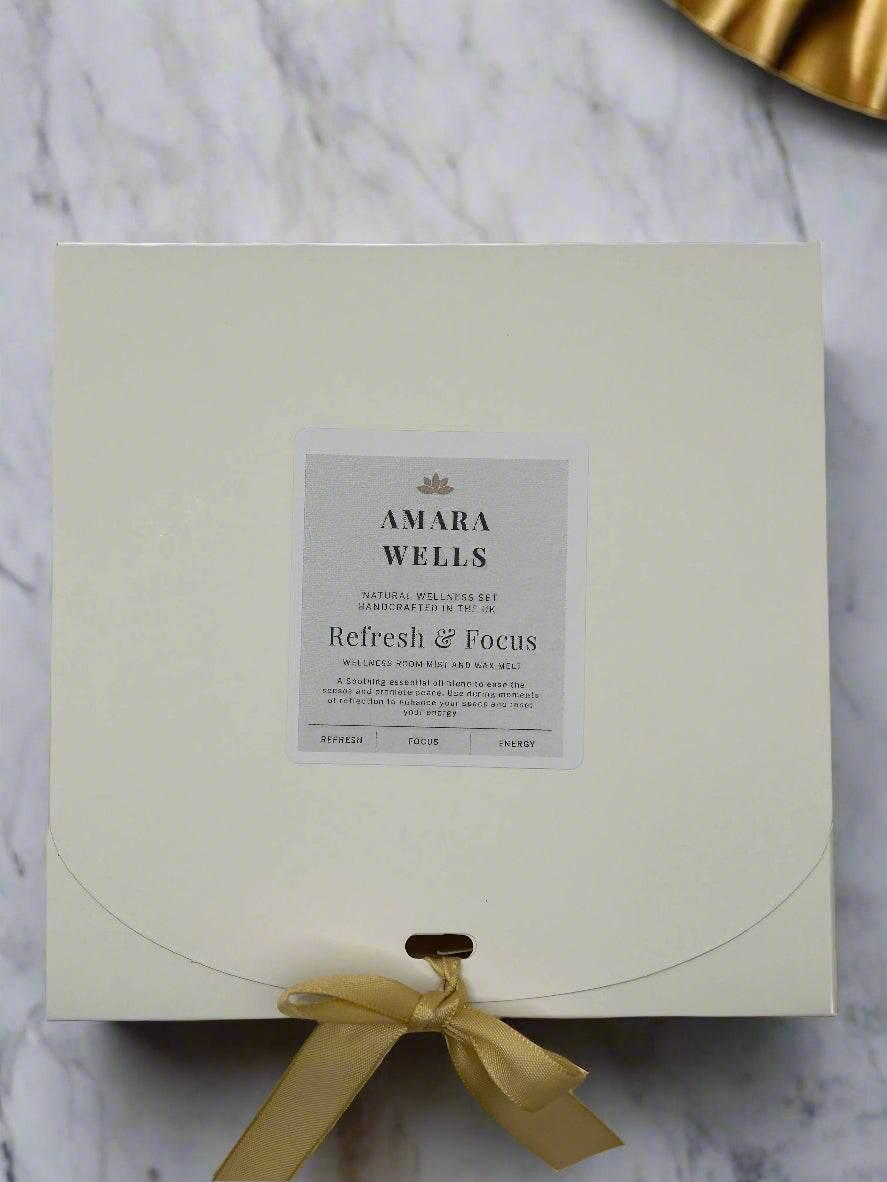 AMARA
WELLS
NATURAL WELLNESS SET
HANDCRAFTED IN THE UK
Refresh & Focus
WELLNESS ROOM MIST AND WAX MELT
A Soothing essential oil blend to ease the
senses and promote peace. Use during moments
of reflection to enhance your space and reset
your energy
REFRESH
FOCUS
ENERGY